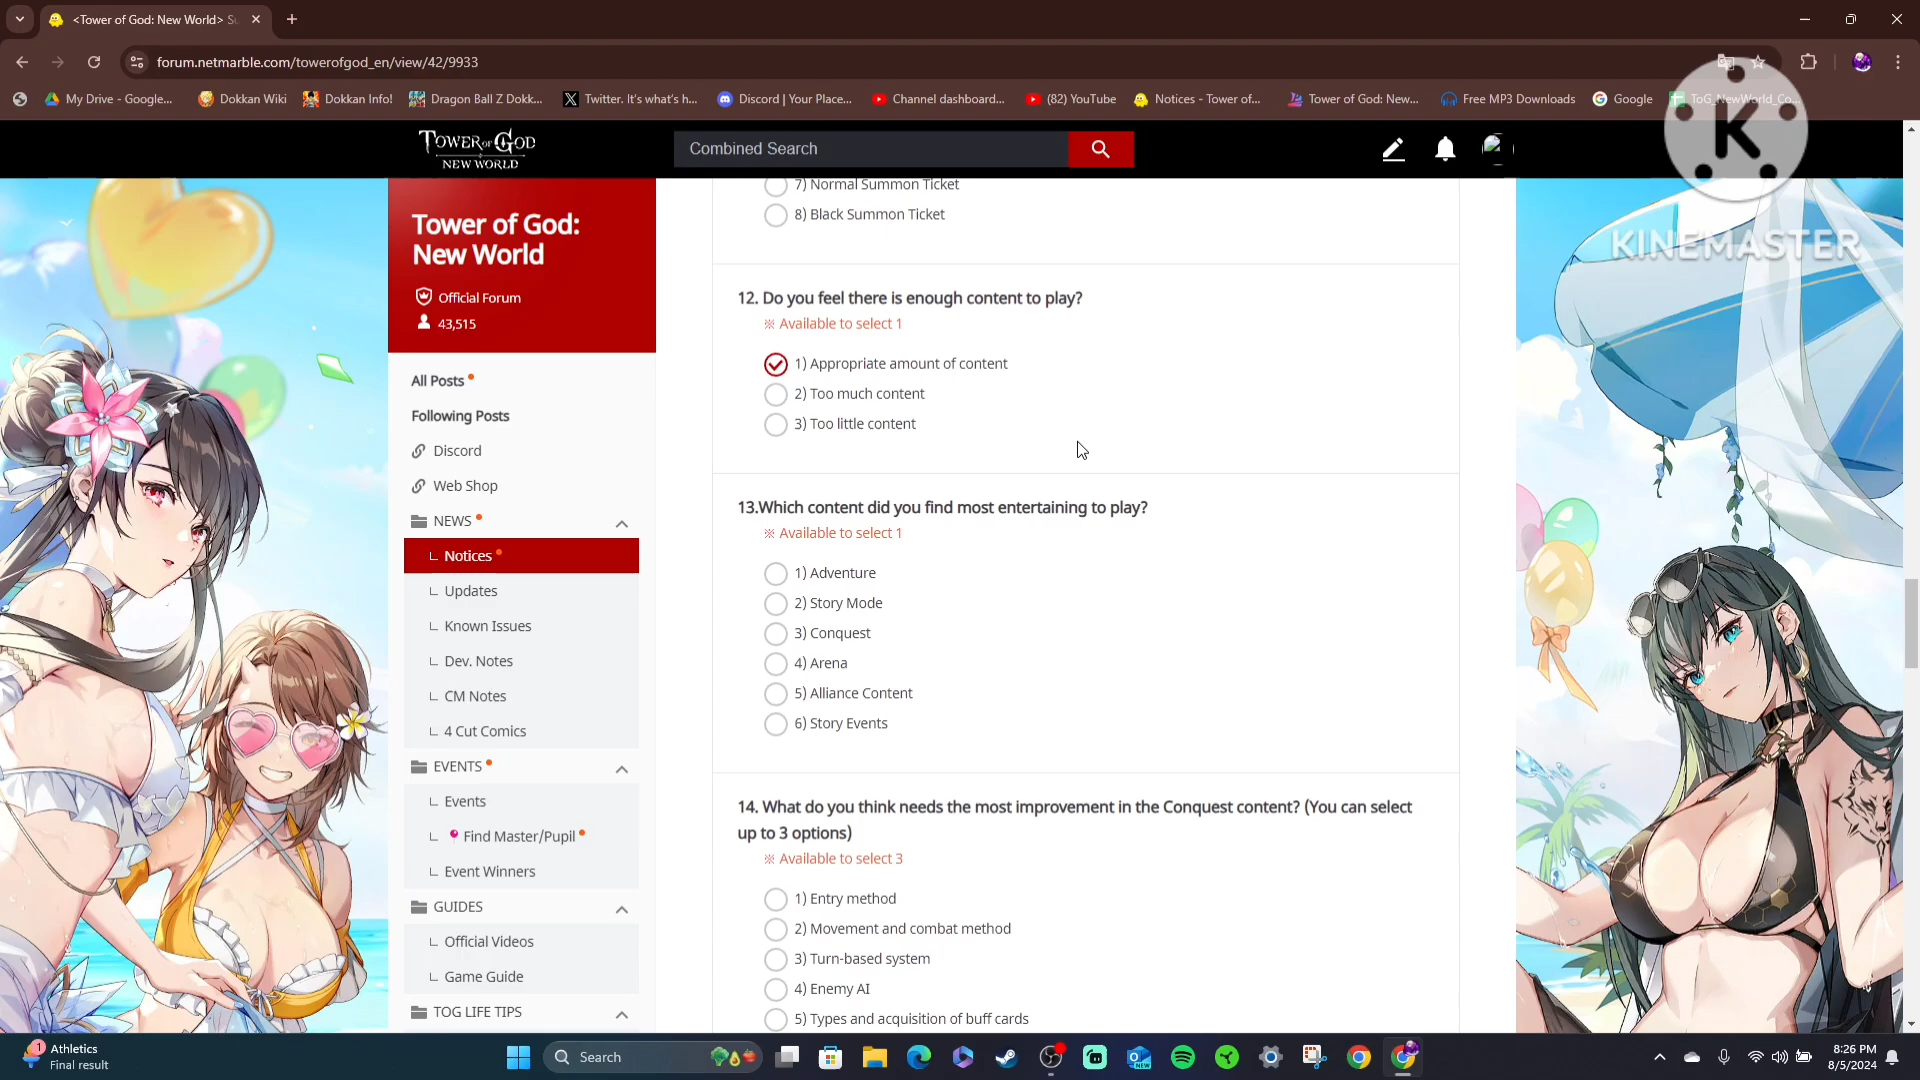 <Tower of God: New World> Su
forum.netmarble.com/towerofgod_en/view/42/9933
My Drive - Google...
Dokkan Wiki
Dokkan Info!
Dragon Ball Z Dokk...
Twitter. It's what's h...
Discord | Your Place...
Channel dashboard...
(82) YouTube
Notices - Tower of...
Tower of God: New...
Free MP3 Downloads
Google
ToG_NewWorld_Co...
K
KINEMASTER
TOWER OF GOD
NEW WORLD
Combined Search
Tower of God:
New World
Official Forum
43,515
All Posts
Following Posts
Discord
Web Shop
NEWS
Notices
Updates
Known Issues
Dev. Notes
CM Notes
4 Cut Comics
EVENTS
Events
Find Master/Pupil
Event Winners
GUIDES
Official Videos
Game Guide
TOG LIFE TIPS
7) Normal Summon Ticket
8) Black Summon Ticket
12. Do you feel there is enough content to play?
※ Available to select 1
1) Appropriate amount of content
2) Too much content
3) Too little content
13.Which content did you find most entertaining to play?
※ Available to select 1
1) Adventure
2) Story Mode
3) Conquest
4) Arena
5) Alliance Content
6) Story Events
14. What do you think needs the most improvement in the Conquest content? (You can select
up to 3 options)
※ Available to select 3
1) Entry method
2) Movement and combat method
3) Turn-based system
4) Enemy AI
5) Types and acquisition of buff cards
1
Athletics
Final result
Search
NEW
8:26 PM
8/5/2024